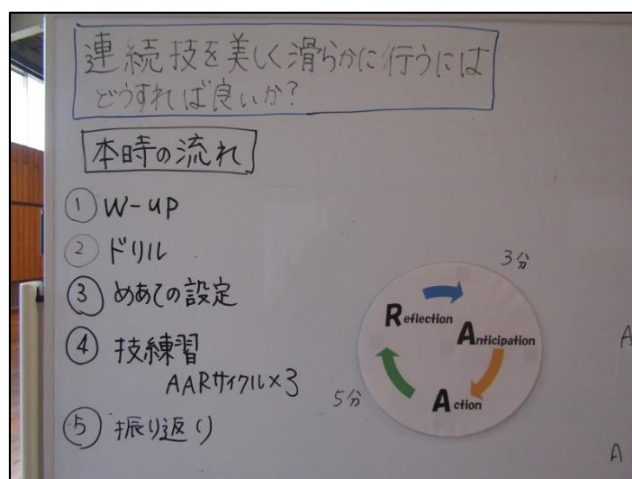 連続技を美しく滑らかに行うには
どうすれば良いか?
本時の流れ
① W-UP
② ドリル
③ めあての設定
④ 技練習
AARサイクル×3
⑤ 振り返り
3分
Reflection
Anticipation
Action
5分
A
A